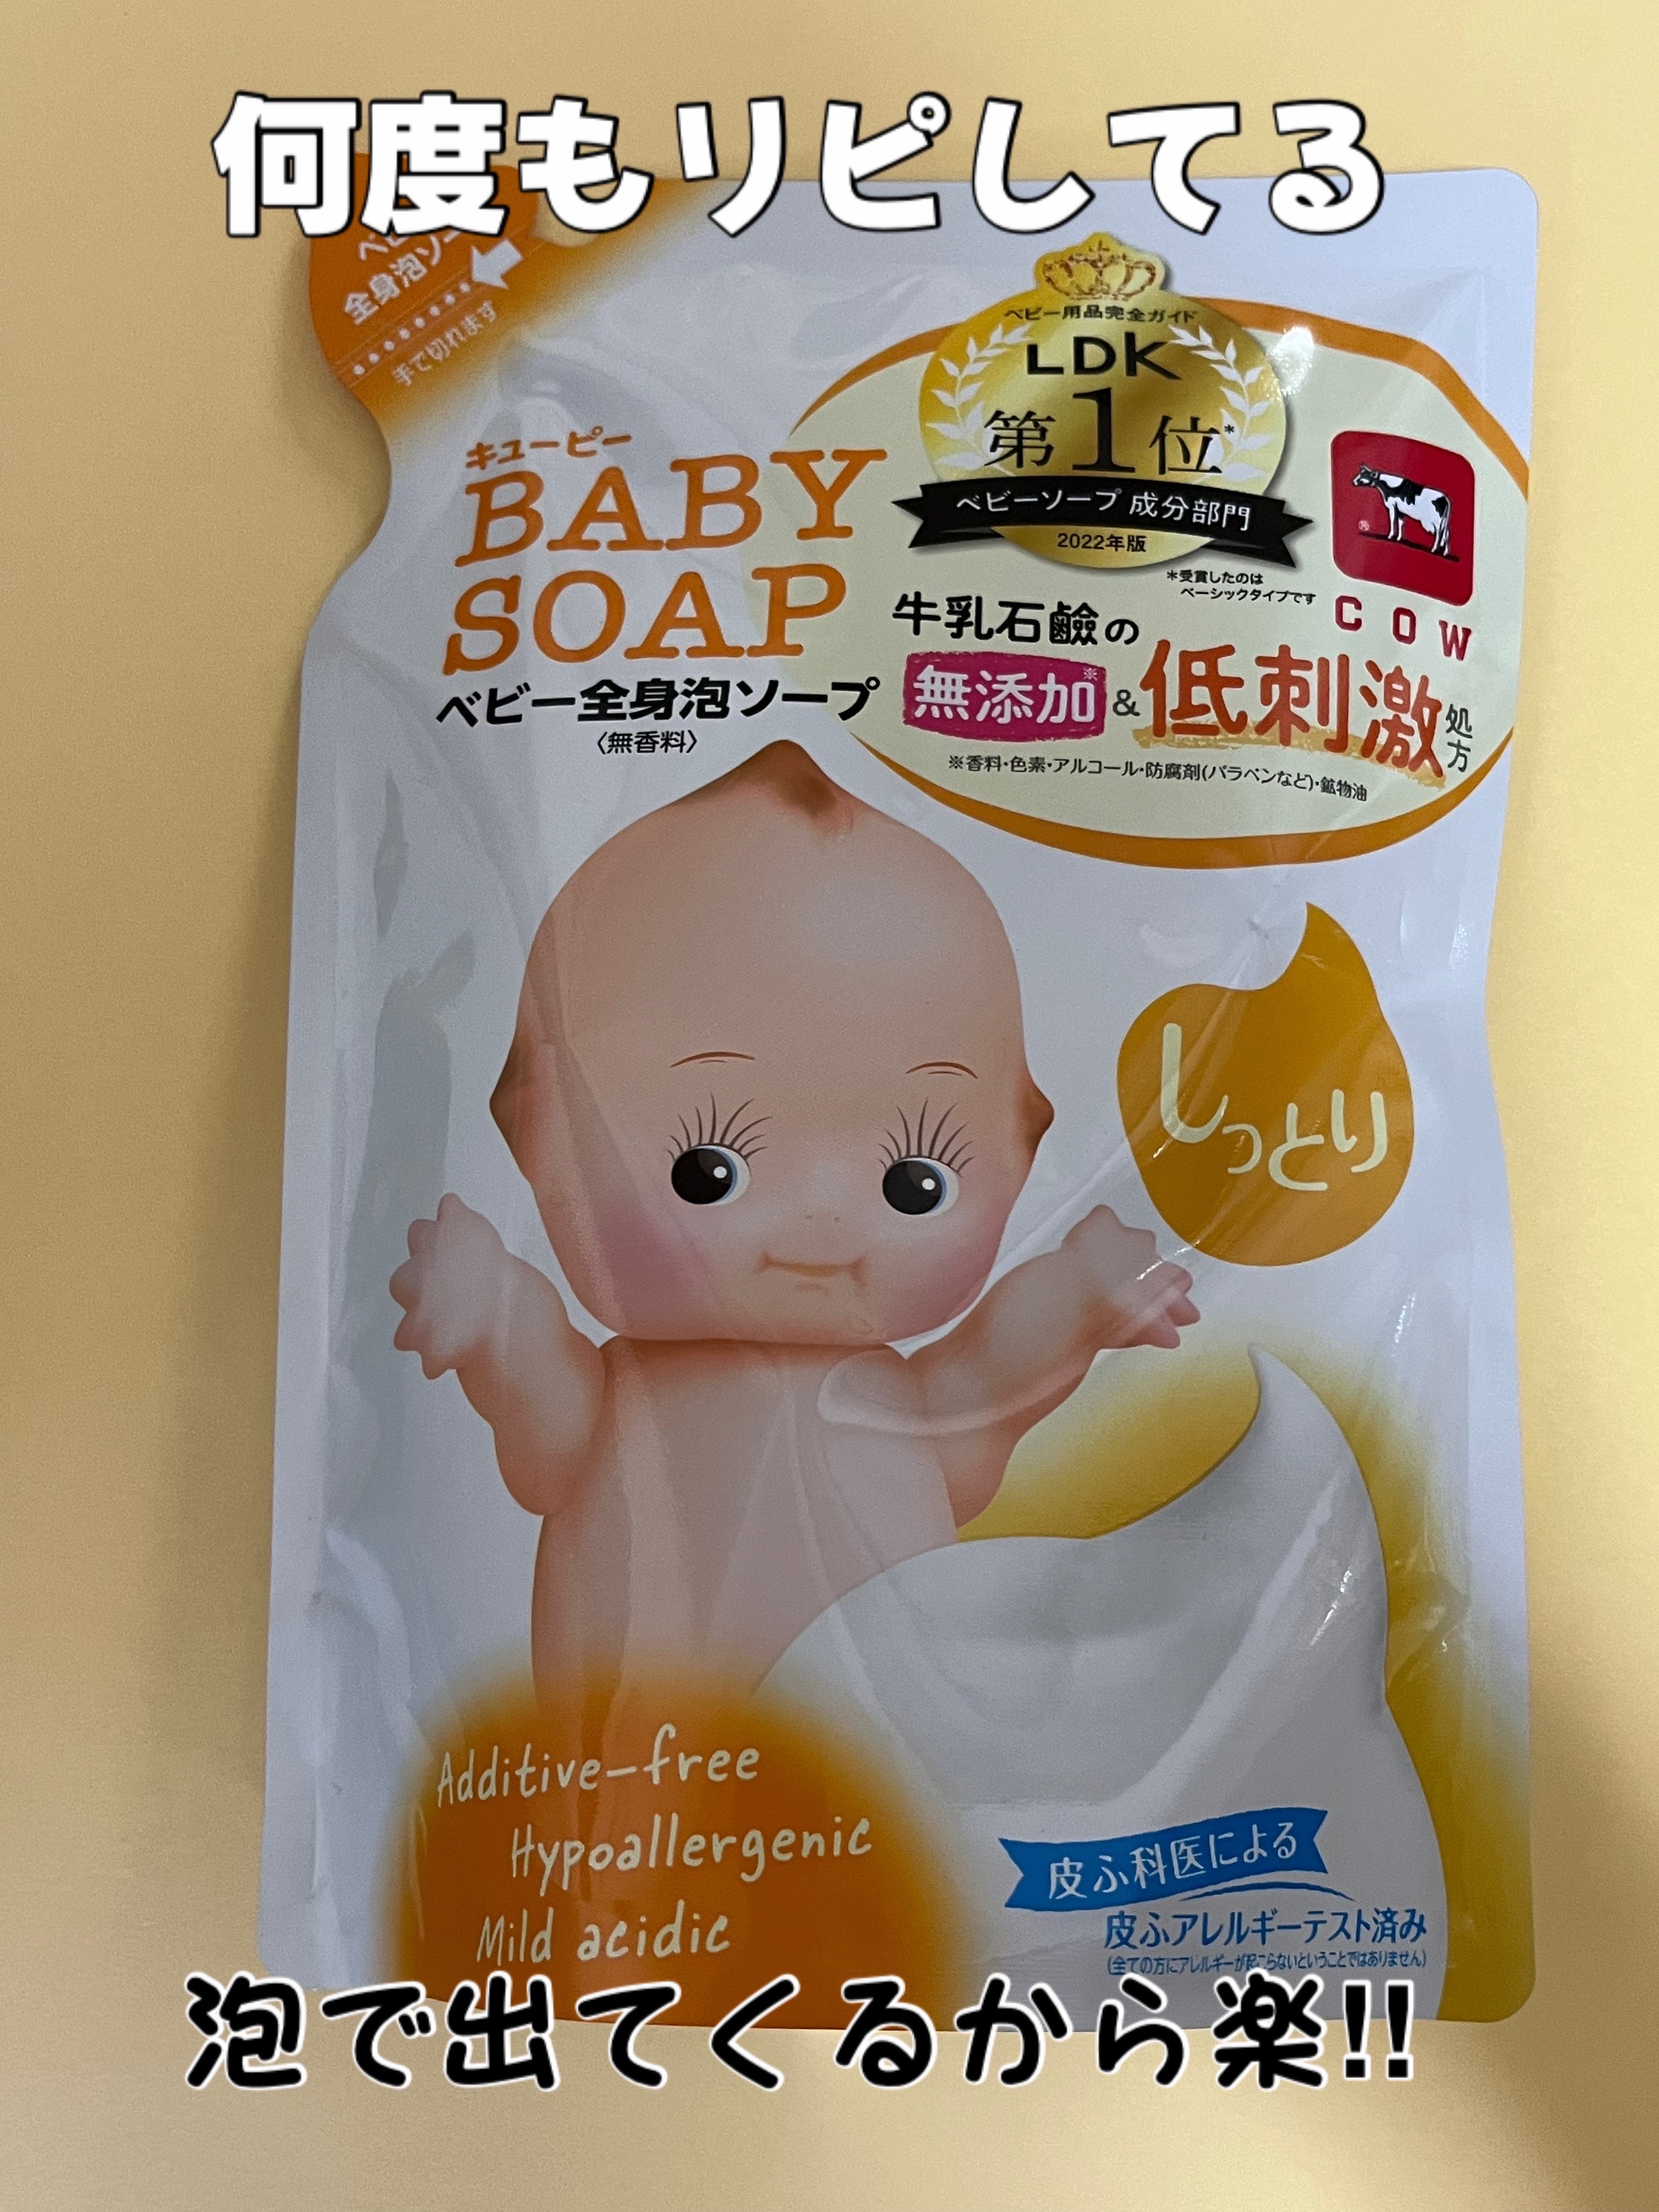 何度もリピしてる
全身泡ソー
手で切れます
ベビー用品完全ガイド
LDK
第1位*
ベビーソープ 成分部門
2022年版
*受賞したのは
ベーシックタイプです
COW
キューピー
BABY
SOAP
ベビー全身泡ソープ
〈無香料〉
牛乳石鹼の
無添加※&低刺激処方
※香料・色素・アルコール・防腐剤(パラベンなど)・鉱物油
しっとり
Additive-free
Hypoallergenic
Mild acidic
皮ふ科医による
皮ふアレルギーテスト済み
(全ての方にアレルギーが起こらないということではありません)
泡で出てくるから楽!!